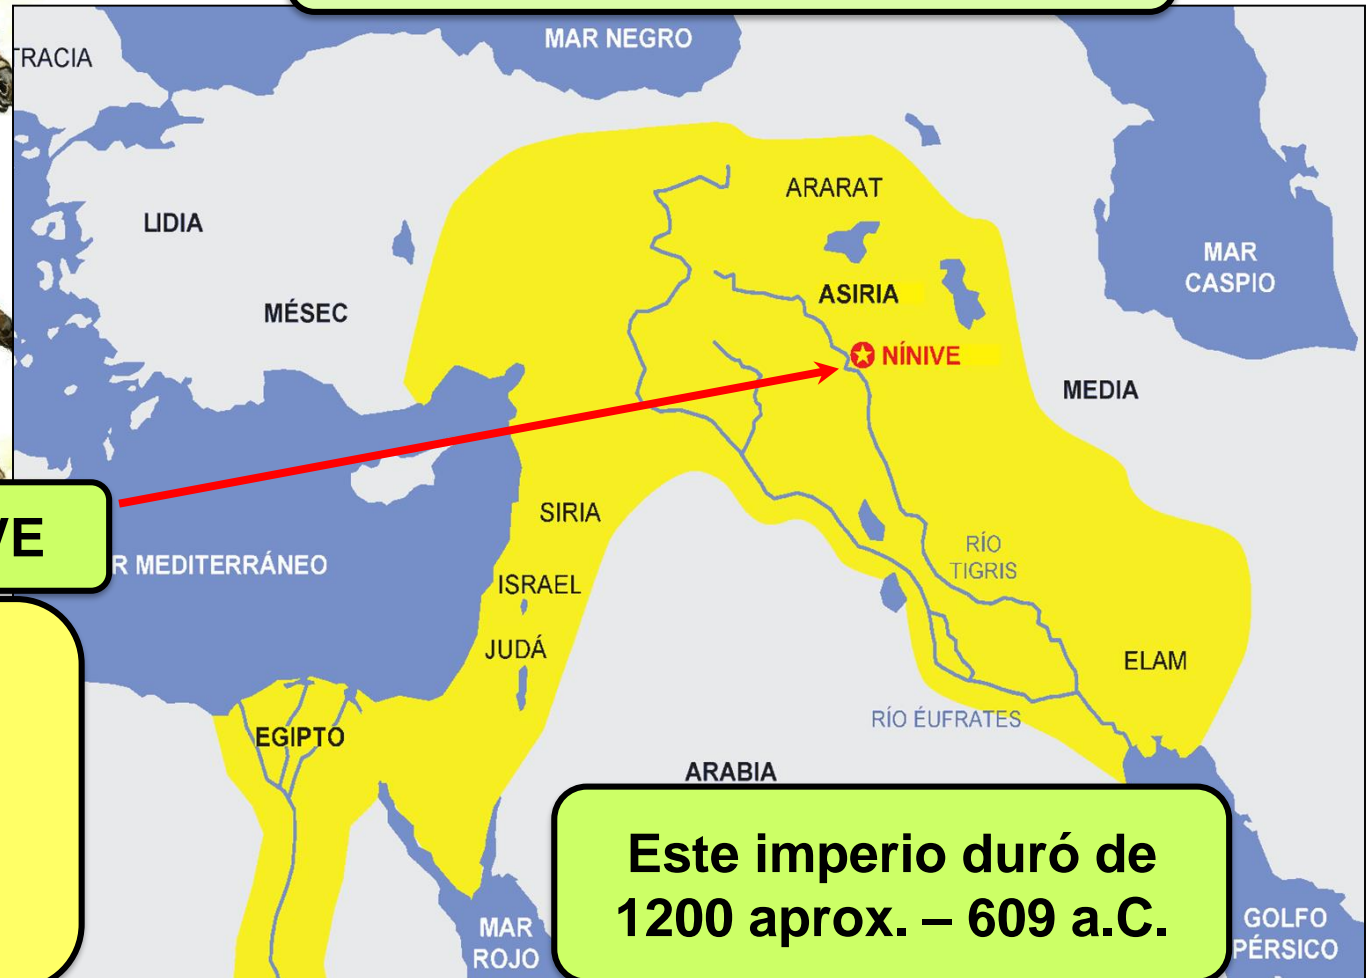 MAR NEGRO
TRACIA
ARARAT
LIDIA
MAR
CASPIO
ASIRIA
MÉSEC
NÍNIVE
MEDIA
SIRIA
VE
R MEDITERRÁNEO
RÍO
TIGRIS
ISRAEL
JUDÁ
ELAM
RÍO ÉUFRATES
EGIPTO
ARABIA
Este imperio duró de
1200 aprox. – 609 a.C.
MAR
ROJO
GOLFO
PÉRSICO